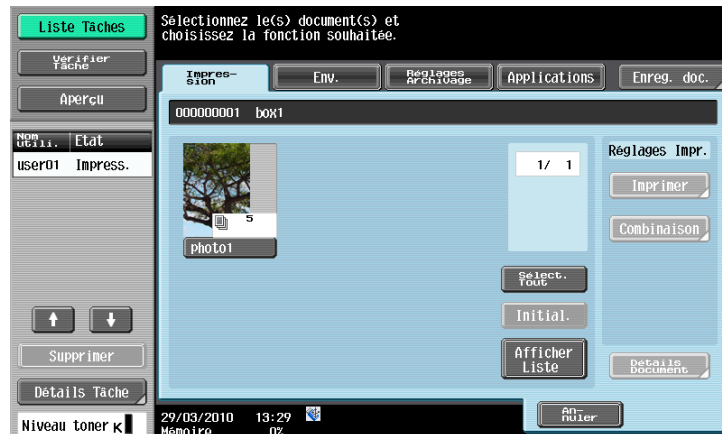 Liste Tâches
Sélectionnez le(s) document(s) et
choisissez la fonction souhaitée.
Vérifier
Tâche
Aperçu
Impres-
sion
Env.
Réglages
Archivage
Applications
Enreg. doc.
000000001 box1
Nom
Utili.
Etat
user01 Impress.
5
photo1
1/ 1
Réglages Impr.
Imprimer
Combinaison
Sélect.
Tout
Initial.
Afficher
Liste
Détails
Document
Supprimer
Détails Tâche
Niveau toner K
29/03/2010 13:29
Mémoire 0%
An-
nuler